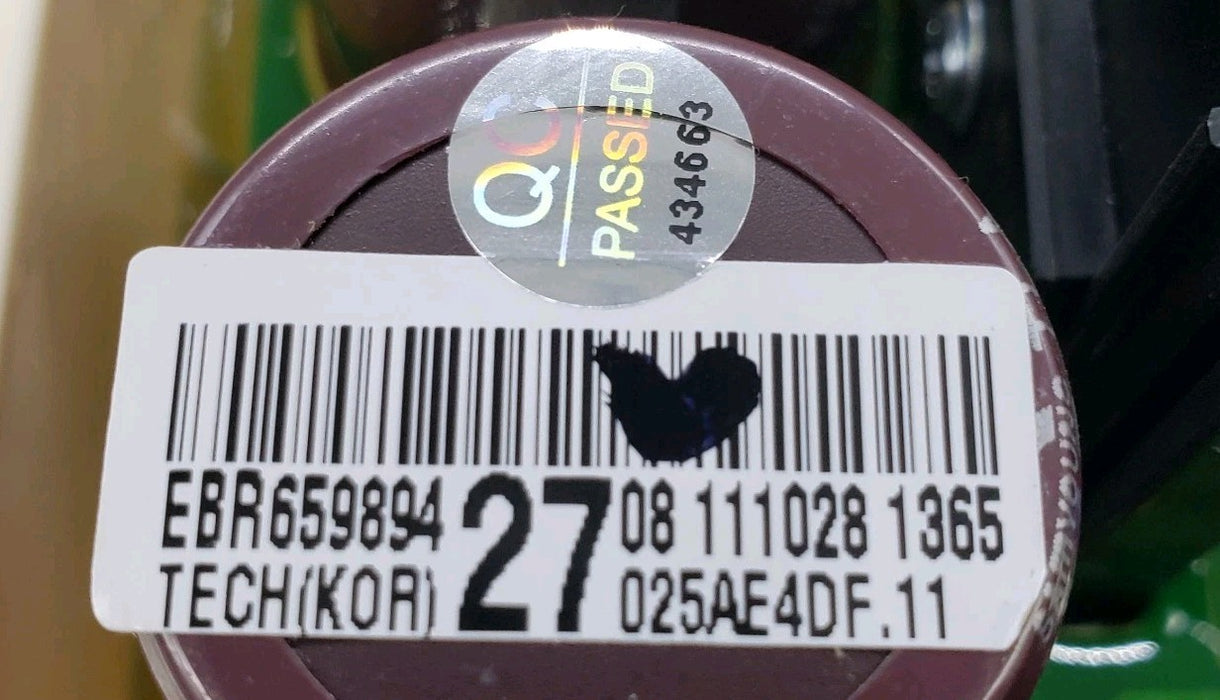 QC
PASSED
434663
EBR659894 27 08 111028 1365
TECH(KOR) 025AE4DF.11